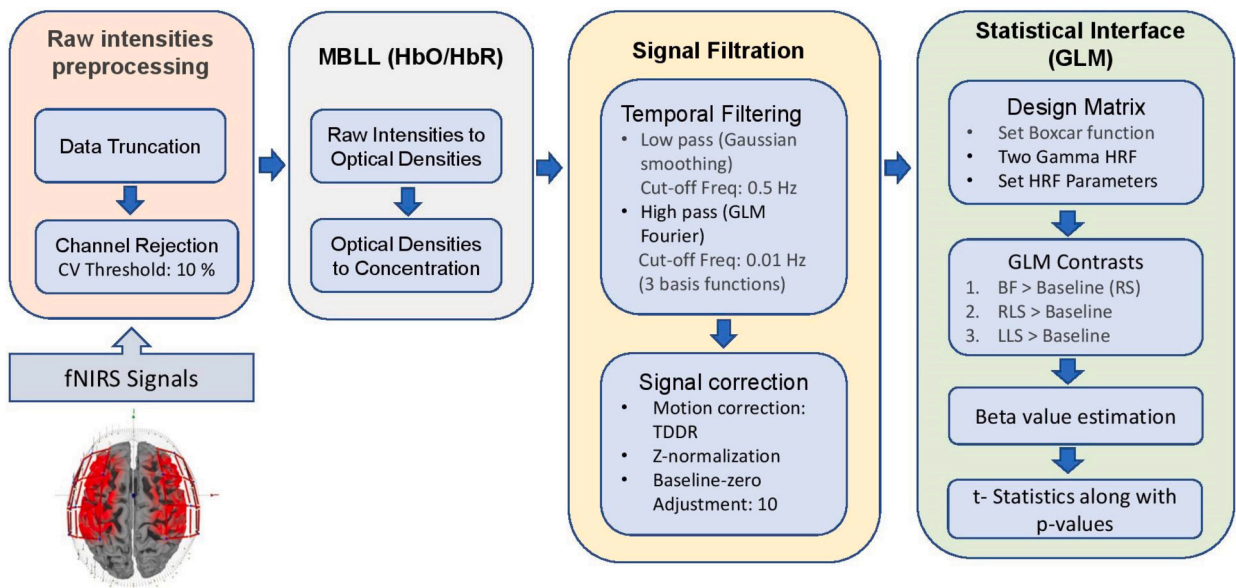 Raw intensities
preprocessing
Data Truncation
Channel Rejection
CV Threshold: 10 %
fNIRS Signals
MBLL (HbO/HbR)
Raw Intensities to
Optical Densities
Optical Densities
to Concentration
Signal Filtration
Temporal Filtering
• Low pass (Gaussian
smoothing)
Cut-off Freq: 0.5 Hz
• High pass (GLM
Fourier)
Cut-off Freq: 0.01 Hz
(3 basis functions)
Signal correction
• Motion correction:
TDDR
• Z-normalization
• Baseline-zero
Adjustment: 10
Statistical Interface
(GLM)
Design Matrix
• Set Boxcar function
• Two Gamma HRF
• Set HRF Parameters
GLM Contrasts
1. BF > Baseline (RS)
2. RLS > Baseline
3. LLS > Baseline
Beta value estimation
t- Statistics along with
p-values